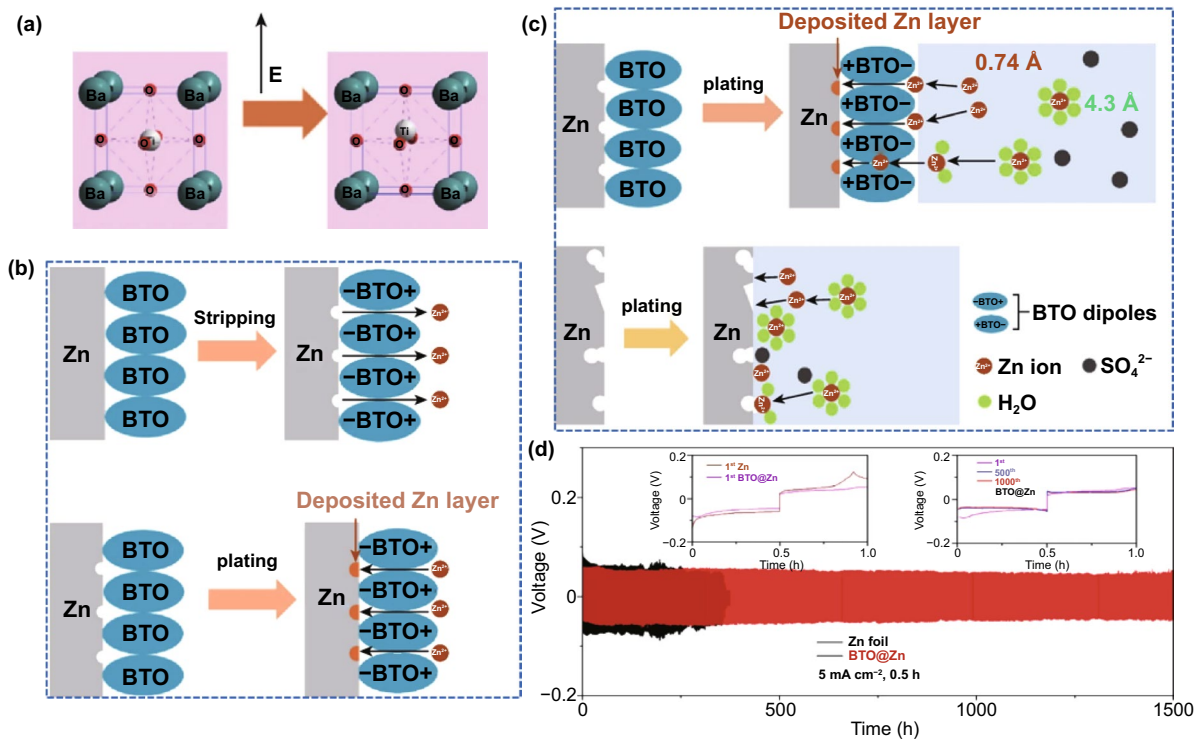 (a)
E
Ba
O
Ba
O
O
O
Ba
O
Ba
Ba
O
Ba
O
Ti
O
O
Ba
O
Ba
(b)
Zn
BTO
BTO
BTO
BTO
Stripping
Zn
−BTO+
−BTO+
−BTO+
−BTO+
Zn²⁺
Zn²⁺
Zn²⁺
Zn
BTO
BTO
BTO
BTO
plating
Deposited Zn layer
Zn
−BTO+
−BTO+
−BTO+
−BTO+
Zn²⁺
Zn²⁺
Zn²⁺
(c)
Zn
BTO
BTO
BTO
BTO
plating
Deposited Zn layer
Zn
+BTO−
+BTO−
+BTO−
+BTO−
0.74 Å
4.3 Å
Zn²⁺
Zn²⁺
Zn²⁺
Zn²⁺
Zn²⁺
Zn²⁺
Zn²⁺
Zn²⁺
Zn
plating
Zn
Zn²⁺
Zn²⁺
Zn²⁺
Zn²⁺
Zn²⁺
Zn²⁺
Zn²⁺
−BTO+
+BTO−
BTO dipoles
Zn²⁺ Zn ion
SO₄²⁻
H₂O
(d)
Voltage (V)
0.2
0
−0.2
0
500
1000
1500
Time (h)
Zn foil
BTO@Zn
5 mA cm⁻², 0.5 h
Voltage (V)
0.2
0
−0.2
0
0.5
1.0
Time (h)
1ˢᵗ Zn
1ˢᵗ BTO@Zn
Voltage (V)
0.2
0
−0.2
0
0.5
1.0
Time (h)
1ˢᵗ
500ᵗʰ
1000ᵗʰ
BTO@Zn